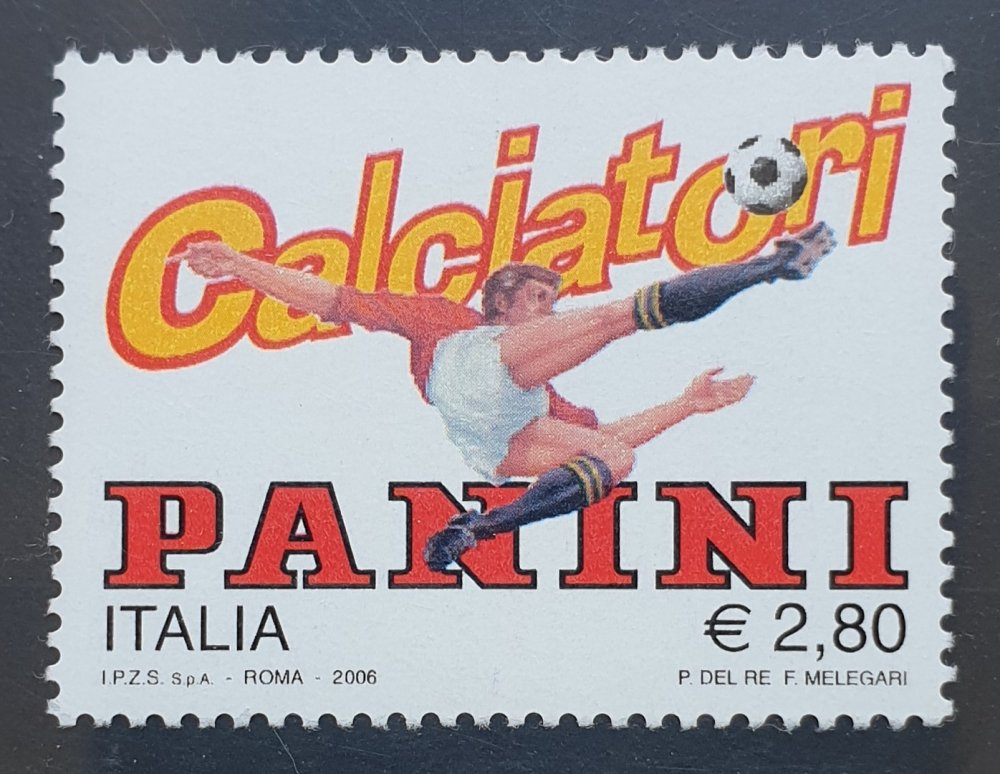 Calciatori
PANINI
ITALIA € 2,80
I.P.Z.S. S.p.A. - ROMA - 2006 P. DEL RE F. MELEGARI